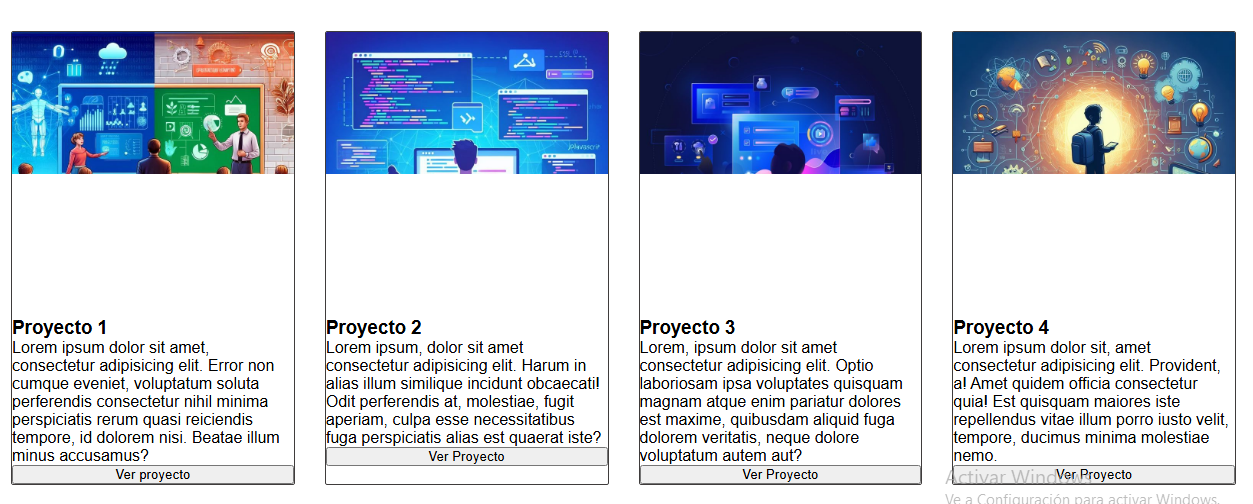 Proyecto 1
Lorem ipsum dolor sit amet,
consectetur adipisicing elit. Error non
cumque eveniet, voluptatum soluta
perferendis consectetur nihil minima
perspiciatis rerum quasi reiciendis
tempore, id dolorem nisi. Beatae illum
minus accusamus?
Ver proyecto
Proyecto 2
Lorem ipsum, dolor sit amet
consectetur adipisicing elit. Harum in
alias illum similique incidunt obcaecati!
Odit perferendis at, molestiae, fugit
aperiam, culpa esse necessitatibus
fuga perspiciatis alias est quaerat iste?
Ver Proyecto
Proyecto 3
Lorem, ipsum dolor sit amet
consectetur adipisicing elit. Optio
laboriosam ipsa voluptates quisquam
magnam atque enim pariatur dolores
est maxime, quibusdam aliquid fuga
dolorem veritatis, neque dolore
voluptatum autem aut?
Ver Proyecto
Proyecto 4
Lorem ipsum dolor sit, amet
consectetur adipisicing elit. Provident,
a! Amet quidem officia consectetur
quia! Est quisquam maiores iste
repellendus vitae illum porro iusto velit,
tempore, ducimus minima molestiae
nemo.
Ver Proyecto
Activar Windows
Ve a Configuración para activar Windows.